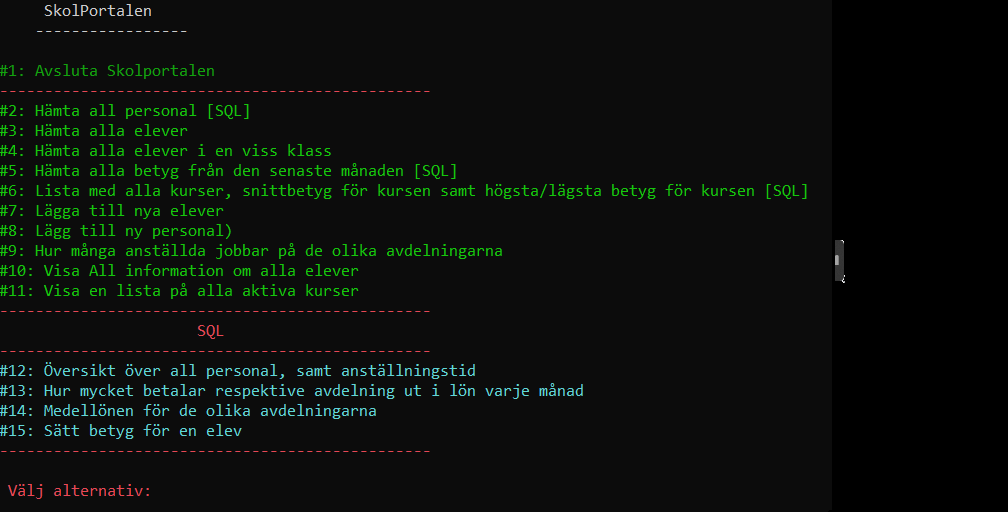 SkolPortalen
-----------------
#1: Avsluta Skolportalen
------------------------------------------------
#2: Hämta all personal [SQL]
#3: Hämta alla elever
#4: Hämta alla elever i en viss klass
#5: Hämta alla betyg från den senaste månaden [SQL]
#6: Lista med alla kurser, snittbetyg för kursen samt högsta/lägsta betyg för kursen [SQL]
#7: Lägga till nya elever
#8: Lägg till ny personal)
#9: Hur många anställda jobbar på de olika avdelningarna
#10: Visa All information om alla elever
#11: Visa en lista på alla aktiva kurser
------------------------------------------------
SQL
------------------------------------------------
#12: Översikt över all personal, samt anställningstid
#13: Hur mycket betalar respektive avdelning ut i lön varje månad
#14: Medellönen för de olika avdelningarna
#15: Sätt betyg för en elev
------------------------------------------------
Välj alternativ: